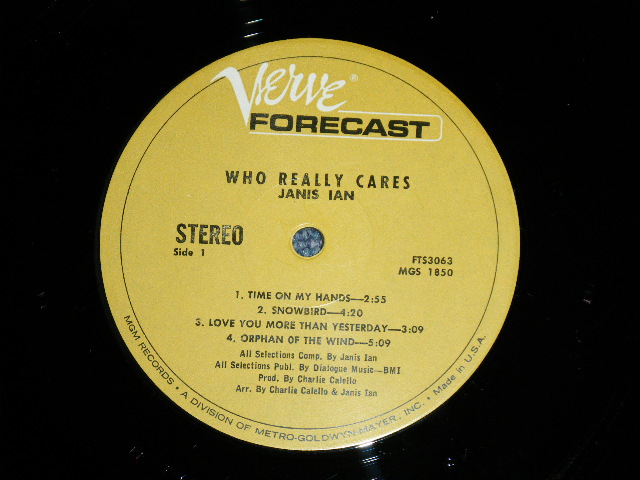 Verve®
FORECAST
WHO REALLY CARES
JANIS IAN
STEREO
Side 1
FTS3063
MGS 1850
1. TIME ON MY HANDS—2:55
2. SNOWBIRD—4:20
3. LOVE YOU MORE THAN YESTERDAY—3:09
4. ORPHAN OF THE WIND—5:09
All Selections Comp. By Janis Ian
All Selections Publ. By Dialogue Music—BMI
Prod. By Charlie Calello
Arr. By Charlie Calello & Janis Ian
MGM RECORDS • A DIVISION OF METRO-GOLDWYN-MAYER, INC. • Made in U.S.A.